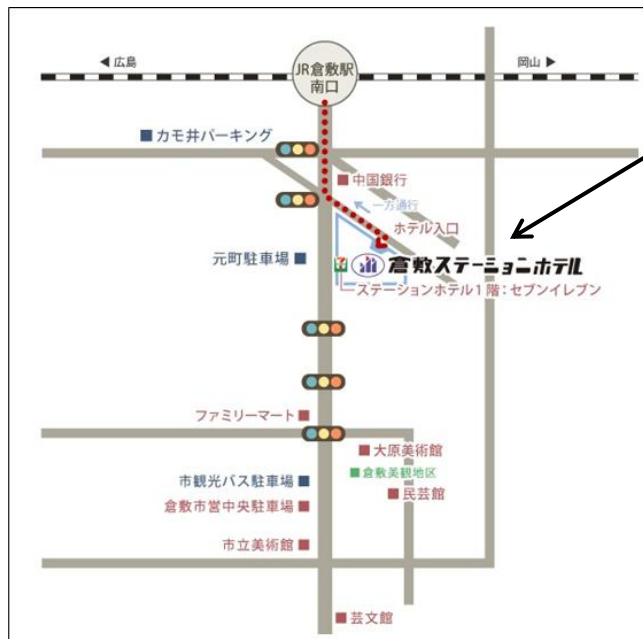 ◀広島
JR倉敷駅
南口
岡山▶
■カモ井パーキング
■中国銀行
一方通行
ホテル入口
元町駐車場■
倉敷ステーションホテル
ステーションホテル1階：セブンイレブン
ファミリーマート■
■大原美術館
■倉敷美観地区
市観光バス駐車場■
■民芸館
倉敷市営中央駐車場■
市立美術館■
■芸文館